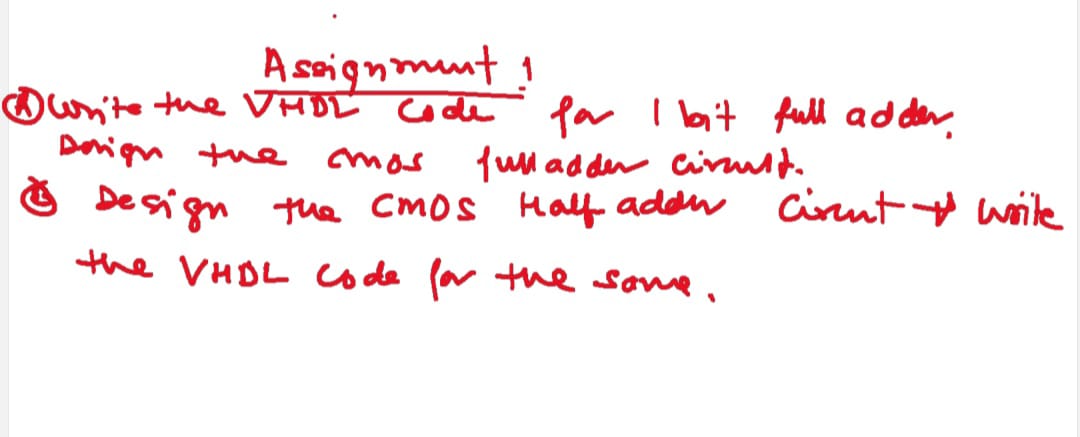 Assignment 1
(A) Write the VHDL code for 1 bit full adder.
Design the cmos full adder circuit.
Design the CMOS Half adder Circut & write
the VHDL code for the same.